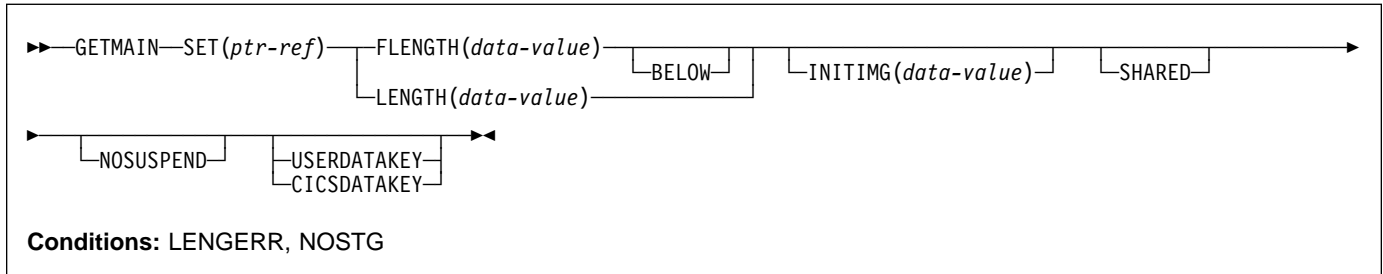 GETMAIN SET(ptr-ref) FLENGTH(data-value)
BELOW INITIMG(data-value) SHARED
LENGTH(data-value)
NOSUSPEND USERDATAKEY
CICSDATAKEY
Conditions: LENGERR, NOSTG